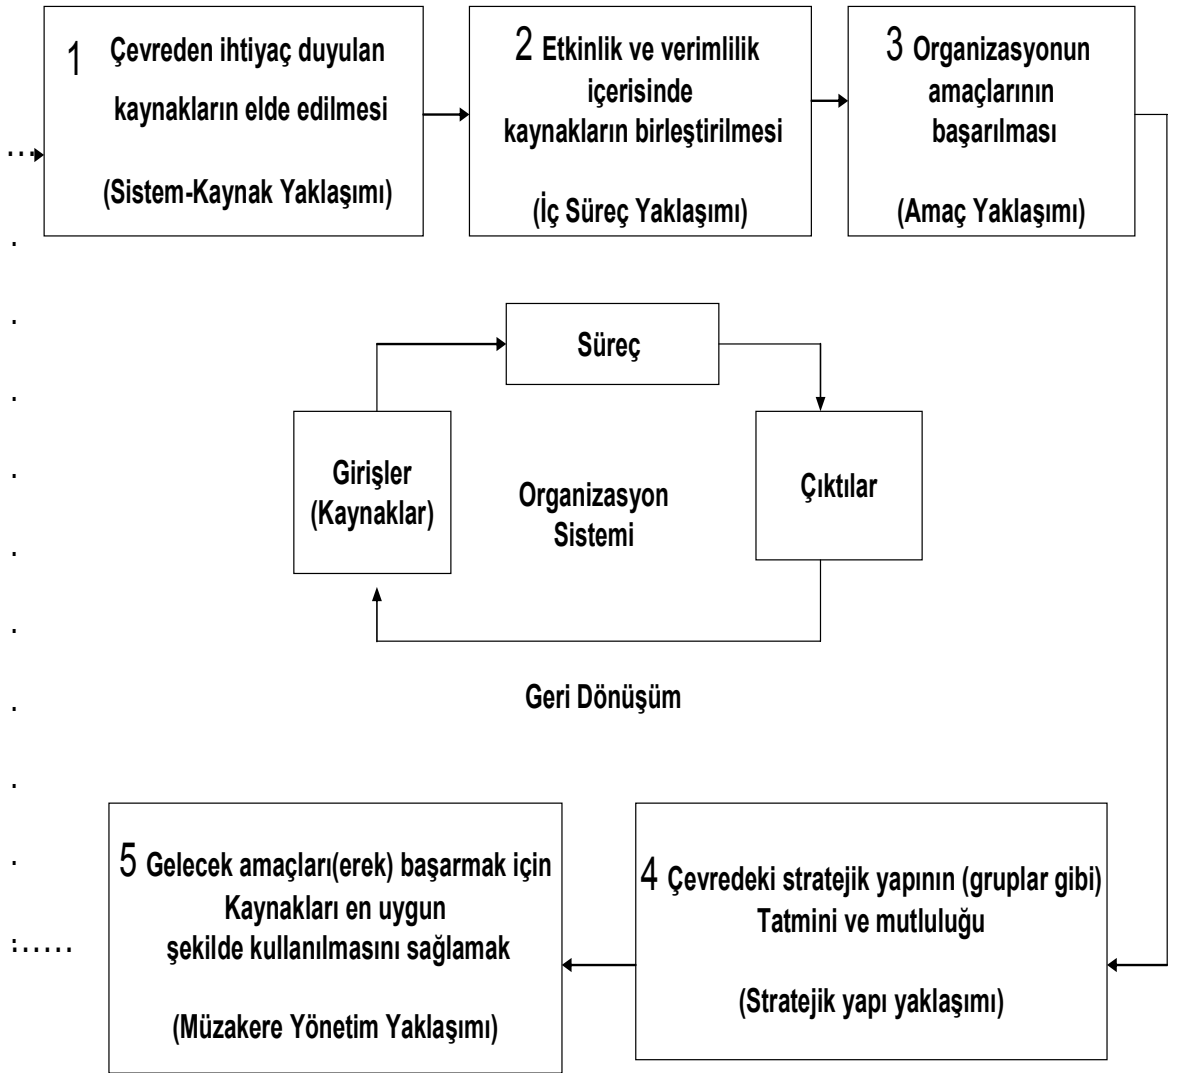 1 Çevreden ihtiyaç duyulan
kaynakların elde edilmesi
(Sistem-Kaynak Yaklaşımı)
2 Etkinlik ve verimlilik
içerisinde
kaynakların birleştirilmesi
(İç Süreç Yaklaşımı)
3 Organizasyonun
amaçlarının
başarılması
(Amaç Yaklaşımı)
Süreç
Girişler
(Kaynaklar)
Organizasyon
Sistemi
Çıktılar
Geri Dönüşüm
5 Gelecek amaçları(erek) başarmak için
Kaynakları en uygun
şekilde kullanılmasını sağlamak
(Müzakere Yönetim Yaklaşımı)
4 Çevredeki stratejik yapının (gruplar gibi)
Tatmini ve mutluluğu
(Stratejik yapı yaklaşımı)